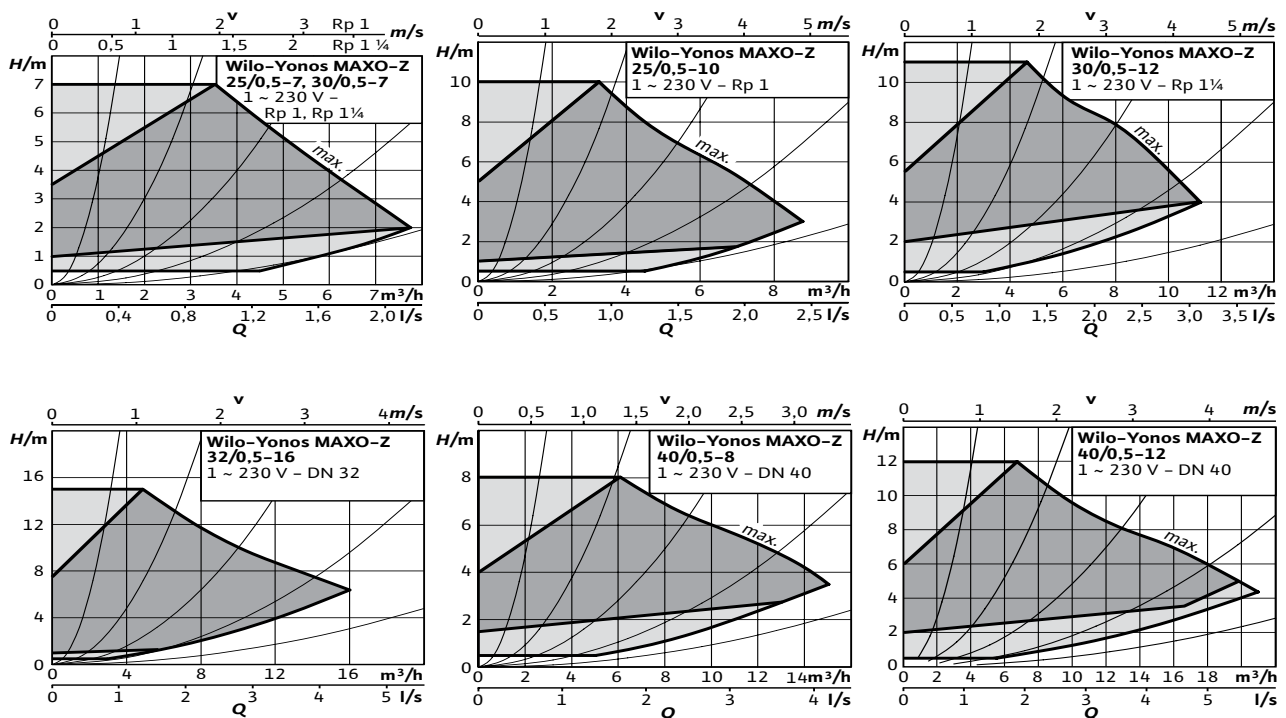 v
0 1 2 3 Rp 1
m/s
0 0,5 1 1,5 2 Rp 1 ¼
H/m
Wilo-Yonos MAXO-Z
25/0,5-7, 30/0,5-7
1 ~ 230 V –
Rp 1, Rp 1¼
7
6
5
4
3
2
1
0
max.
0 1 2 3 4 5 6 7 m³/h
0 0,4 0,8 1,2 1,6 2,0 l/s
Q
v
0 1 2 3 4 5 m/s
H/m
Wilo-Yonos MAXO-Z
25/0,5-10
1 ~ 230 V – Rp 1
10
8
6
4
2
0
max.
0 2 4 6 8 m³/h
0 0,5 1,0 1,5 2,0 2,5 l/s
Q
v
0 1 2 3 4 5 m/s
H/m
Wilo-Yonos MAXO-Z
30/0,5-12
1 ~ 230 V – Rp 1¼
10
8
6
4
2
0
max.
0 2 4 6 8 10 12 m³/h
0 0,5 1,0 1,5 2,0 2,5 3,0 3,5 l/s
Q
v
0 1 2 3 4 m/s
H/m
Wilo-Yonos MAXO-Z
32/0,5-16
1 ~ 230 V – DN 32
16
12
8
4
0
0 4 8 12 16 m³/h
0 1 2 3 4 5 l/s
Q
v
0 0,5 1,0 1,5 2,0 2,5 3,0 m/s
H/m
Wilo-Yonos MAXO-Z
40/0,5-8
1 ~ 230 V – DN 40
8
6
4
2
0
max.
0 2 4 6 8 10 12 14 m³/h
0 1 2 3 4 l/s
Q
v
0 1 2 3 4 m/s
H/m
Wilo-Yonos MAXO-Z
40/0,5-12
1 ~ 230 V – DN 40
12
10
8
6
4
2
0
max.
0 2 4 6 8 10 12 14 16 18 m³/h
0 1 2 3 4 5 l/s
Q